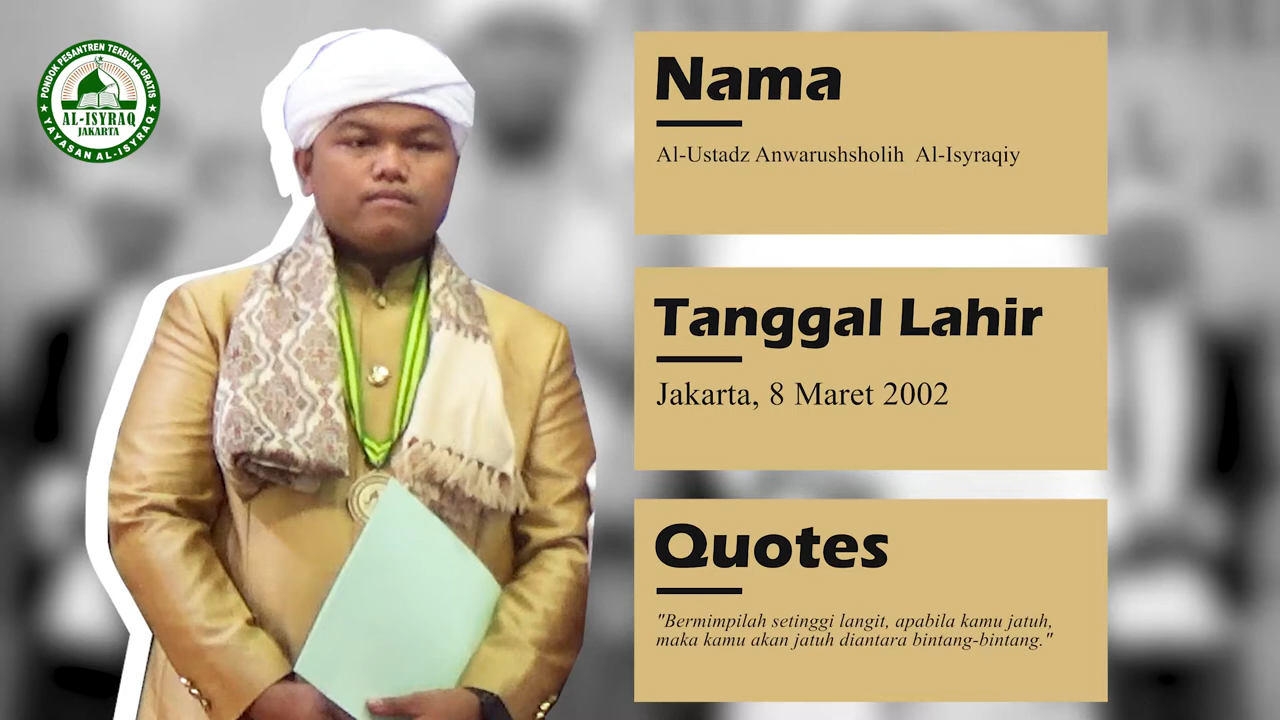 PONDOK PESANTREN TERBUKA GRATIS
AL-ISYRAQ
JAKARTA
YAYASAN AL-ISYRAQ
Nama
Al-Ustadz Anwarushsholih Al-Isyraqiy
Tanggal Lahir
Jakarta, 8 Maret 2002
Quotes
"Bermimpilah setinggi langit, apabila kamu jatuh,
maka kamu akan jatuh diantara bintang-bintang."